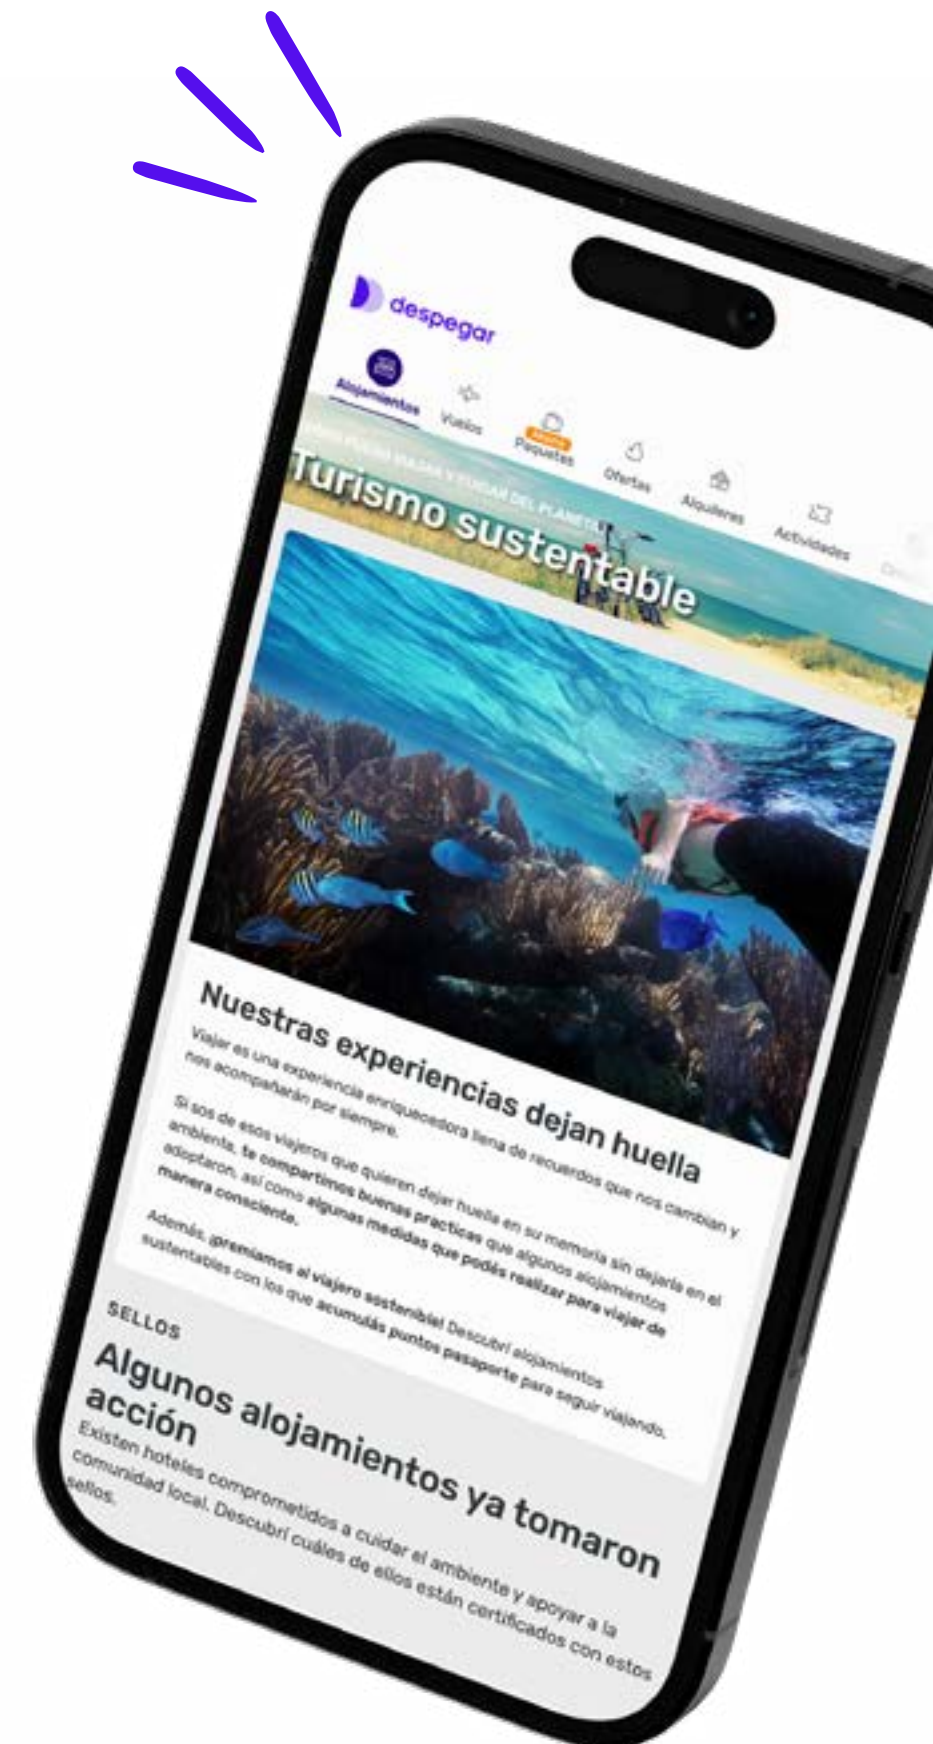 despegar
Alojamientos
Vuelos
Paquetes
Ofertas
Alquileres
Actividades
VIAJAR Y CUIDAR DEL PLANETA
Turismo sustentable
Nuestras experiencias dejan huella
Viajar es una experiencia enriquecedora llena de recuerdos que nos cambian y
nos acompañarán por siempre.
Si sos de esos viajeros que quieren dejar huella en su memoria sin dejarla en el
ambiente, te compartimos buenas practicas que algunos alojamientos
adoptaron, así como algunas medidas que podés realizar para viajar de
manera consciente.
Además, ¡premiamos al viajero sostenible! Descubrí alojamientos
sustentables con los que acumulás puntos pasaporte para seguir viajando.
SELLOS
Algunos alojamientos ya tomaron
acción
Existen hoteles comprometidos a cuidar el ambiente y apoyar a la
comunidad local. Descubrí cuáles de ellos están certificados con estos
sellos.